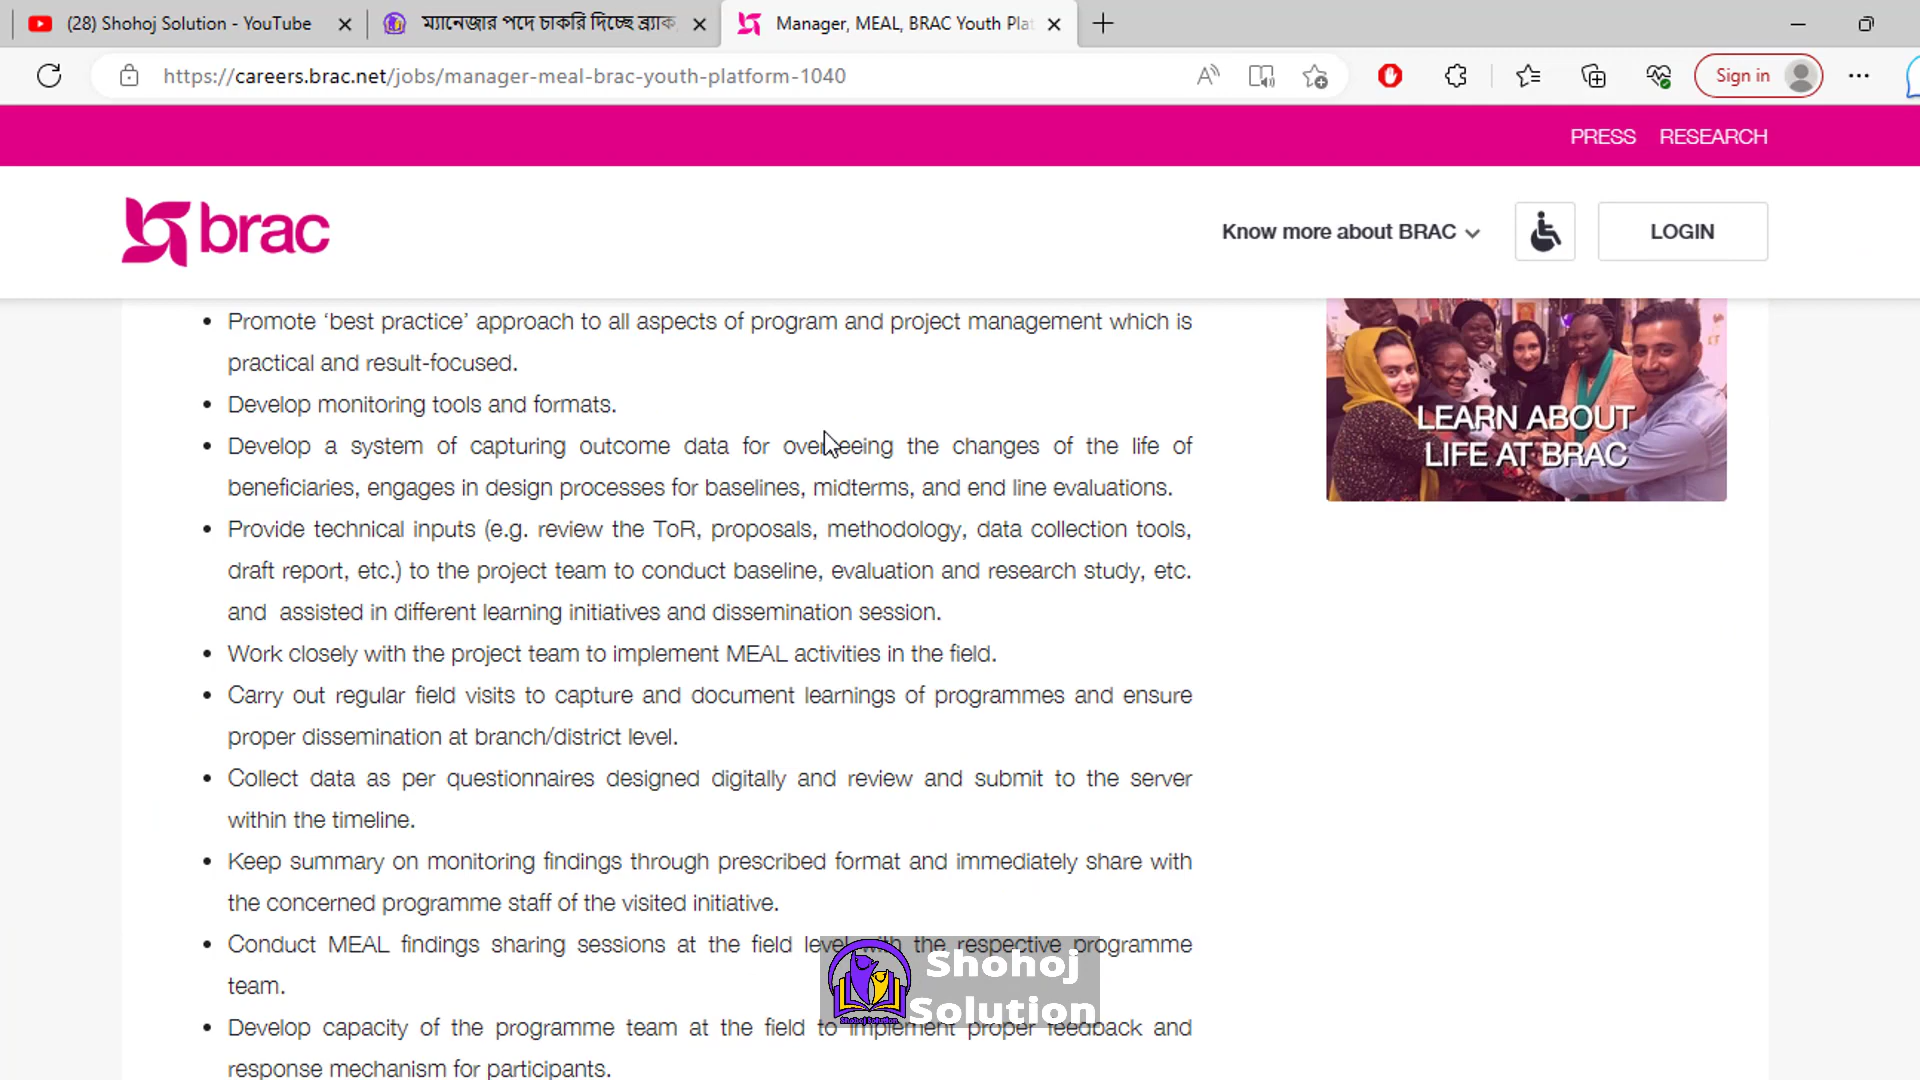 (28) Shohoj Solution - YouTube
ম্যানেজার পদে চাকরি দিচ্ছে ব্র্যাক,
Manager, MEAL, BRAC Youth Plat
https://careers.brac.net/jobs/manager-meal-brac-youth-platform-1040
Sign in
PRESS RESEARCH
brac
Know more about BRAC
LOGIN
• Promote ‘best practice’ approach to all aspects of program and project management which is
practical and result-focused.
• Develop monitoring tools and formats.
• Develop a system of capturing outcome data for overseeing the changes of the life of
beneficiaries, engages in design processes for baselines, midterms, and end line evaluations.
• Provide technical inputs (e.g. review the ToR, proposals, methodology, data collection tools,
draft report, etc.) to the project team to conduct baseline, evaluation and research study, etc.
and assisted in different learning initiatives and dissemination session.
• Work closely with the project team to implement MEAL activities in the field.
• Carry out regular field visits to capture and document learnings of programmes and ensure
proper dissemination at branch/district level.
• Collect data as per questionnaires designed digitally and review and submit to the server
within the timeline.
• Keep summary on monitoring findings through prescribed format and immediately share with
the concerned programme staff of the visited initiative.
• Conduct MEAL findings sharing sessions at the field level with the respective programme
team.
• Develop capacity of the programme team at the field to implement proper feedback and
response mechanism for participants.
LEARN ABOUT
LIFE AT BRAC
Shohoj
Solution
Shohoj Solution